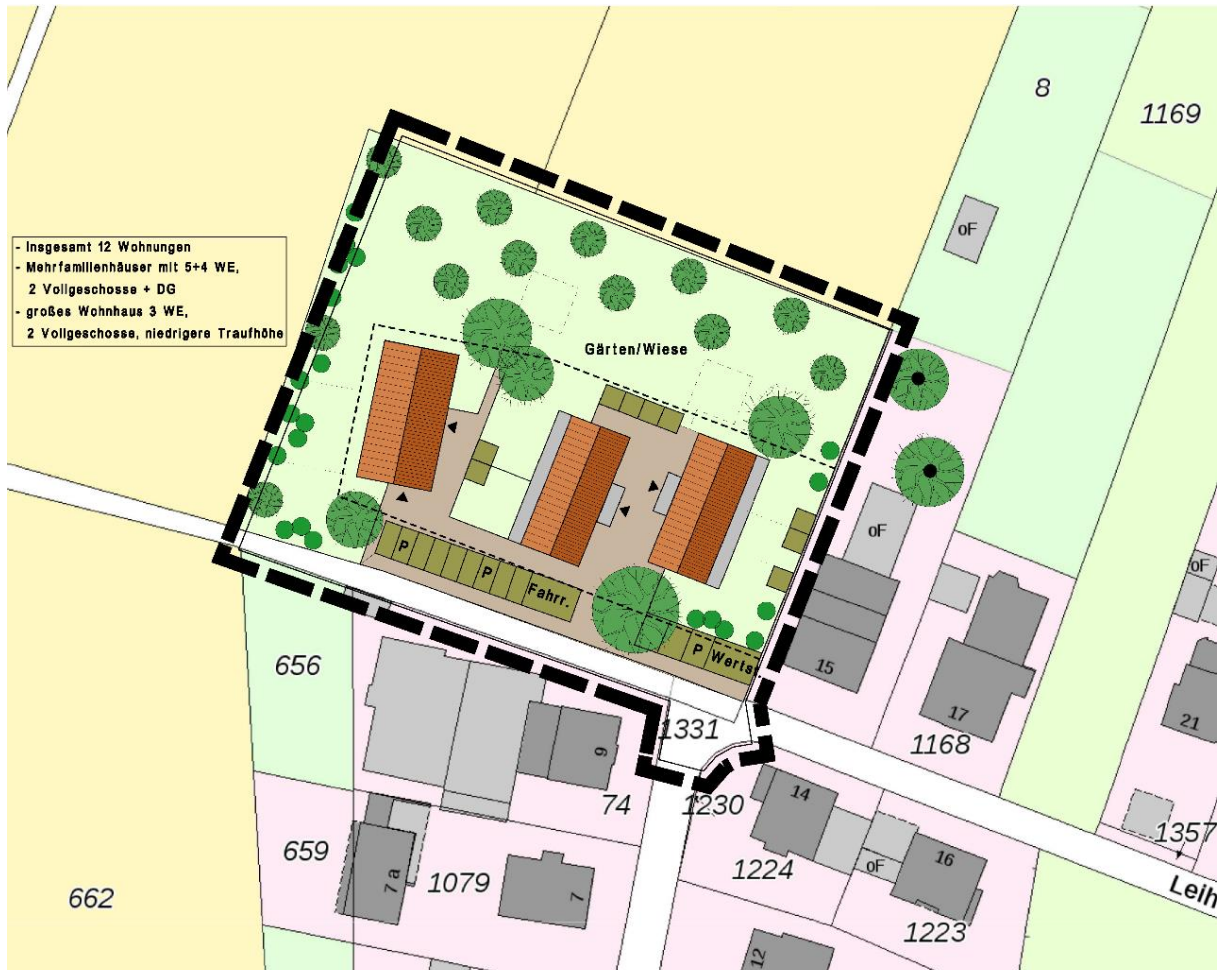 8
1169
oF
- Insgesamt 12 Wohnungen
- Mehrfamilienhäuser mit 5+4 WE,
2 Vollgeschosse + DG
- großes Wohnhaus 3 WE,
2 Vollgeschosse, niedrigere Traufhöhe
Gärten/Wiese
oF
oF
P
P
Fahrr.
P
Wertst
15
17
21
656
1331
1168
9
74
1230
14
1357
659
7a
1079
7
1224
oF
16
Leih
662
1223
12